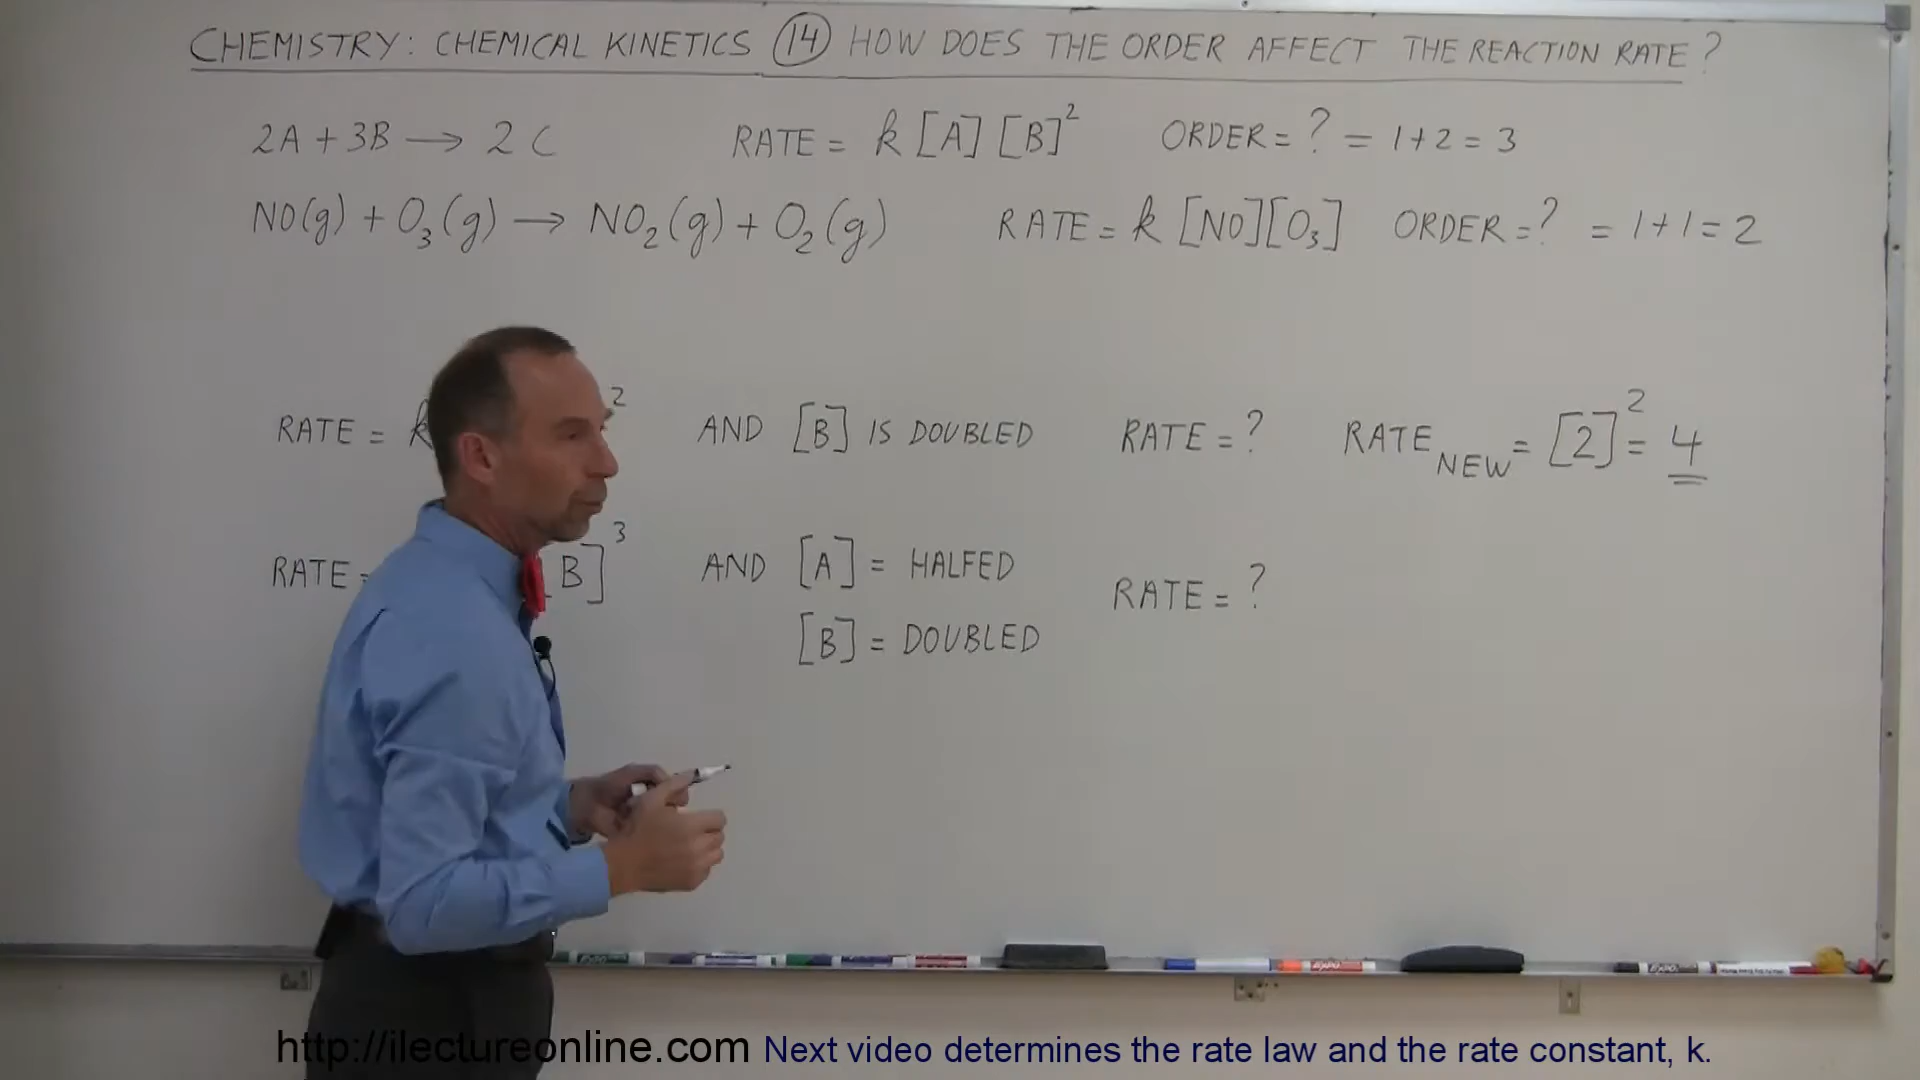 CHEMISTRY: CHEMICAL KINETICS 14 HOW DOES THE ORDER AFFECT THE REACTION RATE?
2A + 3B → 2C RATE = k [A] [B]² ORDER = ? = 1+2 = 3
NO(g) + O₃(g) → NO₂(g) + O₂(g) RATE = k [NO][O₃] ORDER = ? = 1+1 = 2
RATE = k ² AND [B] IS DOUBLED RATE = ? RATE NEW = [2]² = 4
RATE = [B]³ AND [A] = HALFED RATE = ?
[B] = DOUBLED
http://ilectureonline.com Next video determines the rate law and the rate constant, k.